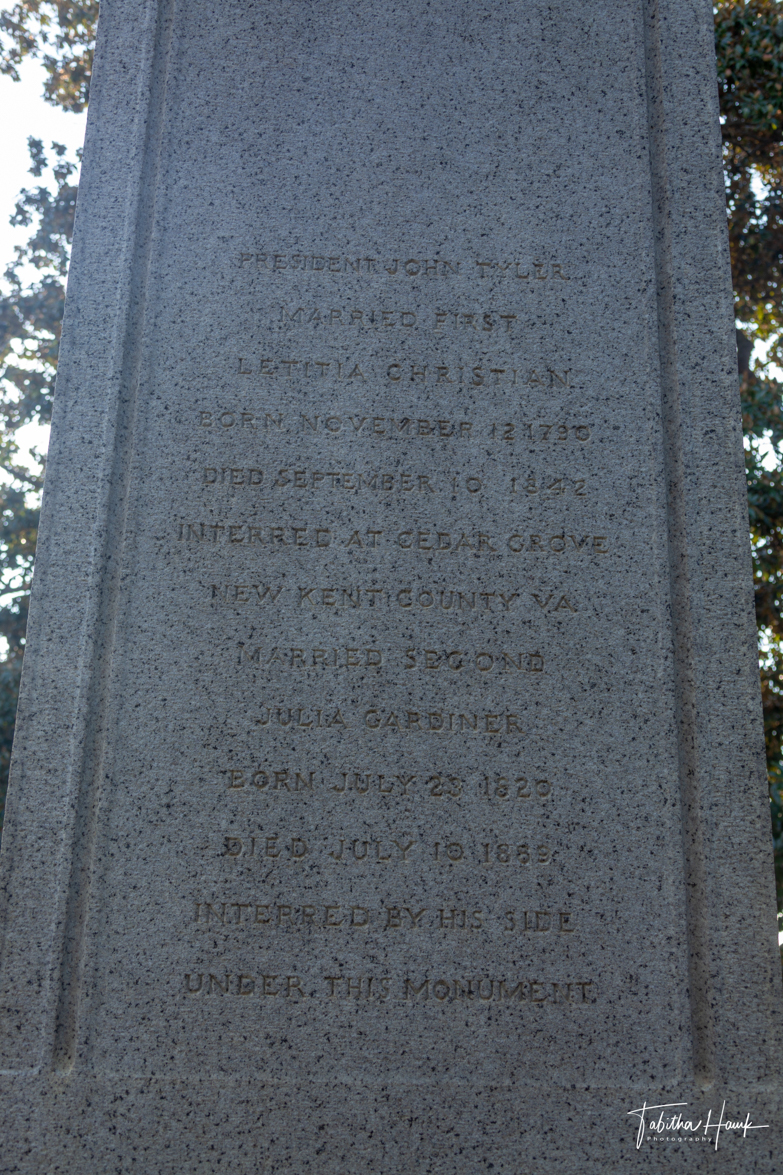 PRESIDENT JOHN TYLER
MARRIED FIRST
LETITIA CHRISTIAN
BORN NOVEMBER 12 1790
DIED SEPTEMBER 10 1842
INTERRED AT CEDAR GROVE
NEW KENT COUNTY VA.
MARRIED SECOND
JULIA GARDINER
BORN JULY 23 1820
DIED JULY 10 1889
INTERRED BY HIS SIDE
UNDER THIS MONUMENT
Tabitha Hawk
Photography